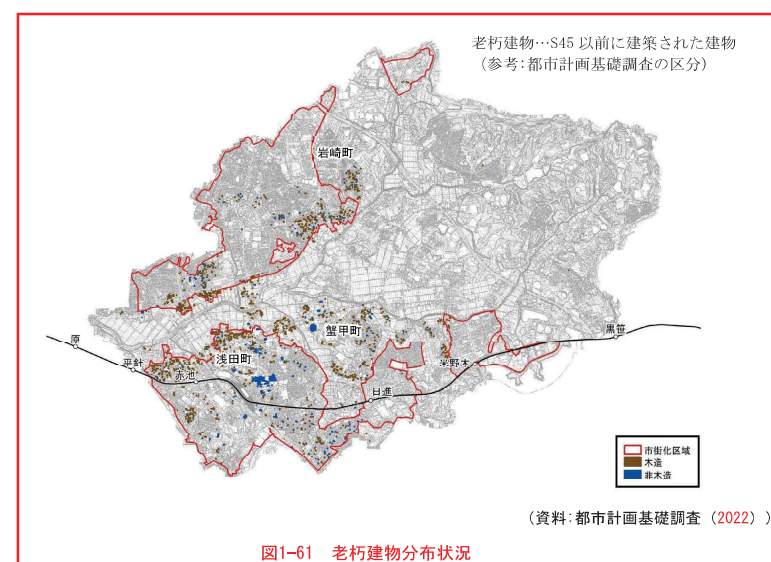 老朽建物…S45 以前に建築された建物
(参考:都市計画基礎調査の区分)
岩崎町
蟹甲町
浅田町
原
平針
赤池
日進
米野木
黒笹
市街化区域
木造
非木造
(資料:都市計画基礎調査(2022))
図1-61 老朽建物分布状況